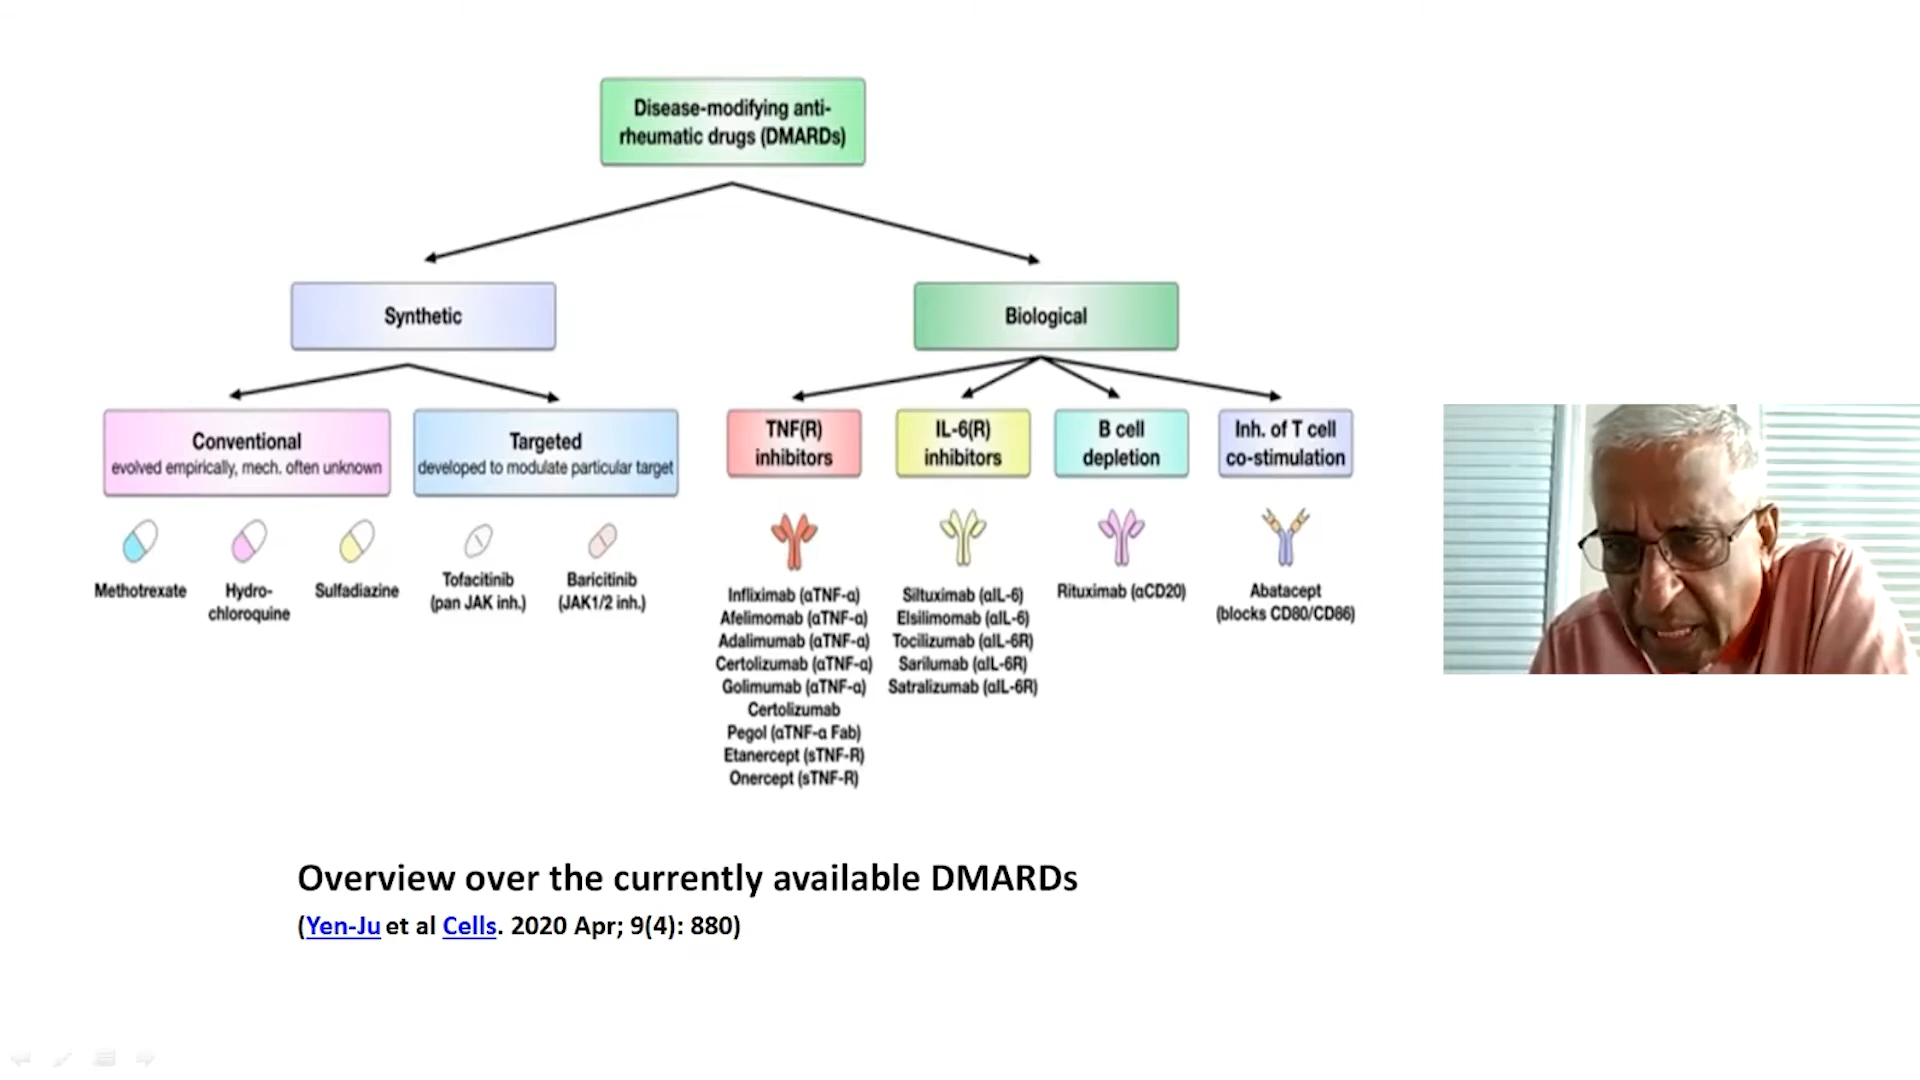 Disease-modifying anti-
rheumatic drugs (DMARDs)
Synthetic
Biological
Conventional
evolved empirically, mech. often unknown
Targeted
developed to modulate particular target
TNF(R)
inhibitors
IL-6(R)
inhibitors
B cell
depletion
Inh. of T cell
co-stimulation
Methotrexate
Hydro-
chloroquine
Sulfadiazine
Tofacitinib
(pan JAK inh.)
Baricitinib
(JAK1/2 inh.)
Infliximab (αTNF-α)
Afelimomab (αTNF-α)
Adalimumab (αTNF-α)
Certolizumab (αTNF-α)
Golimumab (αTNF-α)
Certolizumab
Pegol (αTNF-α Fab)
Etanercept (sTNF-R)
Onercept (sTNF-R)
Siltuximab (αIL-6)
Elsilimomab (αIL-6)
Tocilizumab (αIL-6R)
Sarilumab (αIL-6R)
Satralizumab (αIL-6R)
Rituximab (αCD20)
Abatacept
(blocks CD80/CD86)
Overview over the currently available DMARDs
(Yen-Ju et al Cells. 2020 Apr; 9(4): 880)